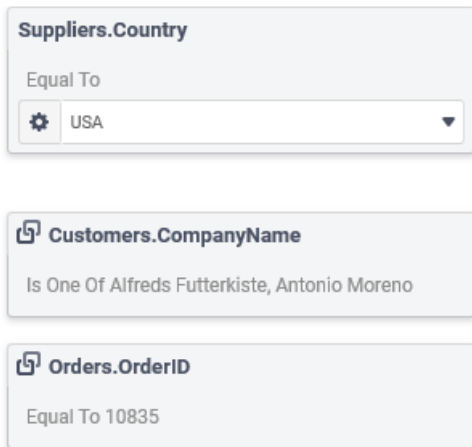 Suppliers.Country
Equal To
USA
Customers.CompanyName
Is One Of Alfreds Futterkiste, Antonio Moreno
Orders.OrderID
Equal To 10835